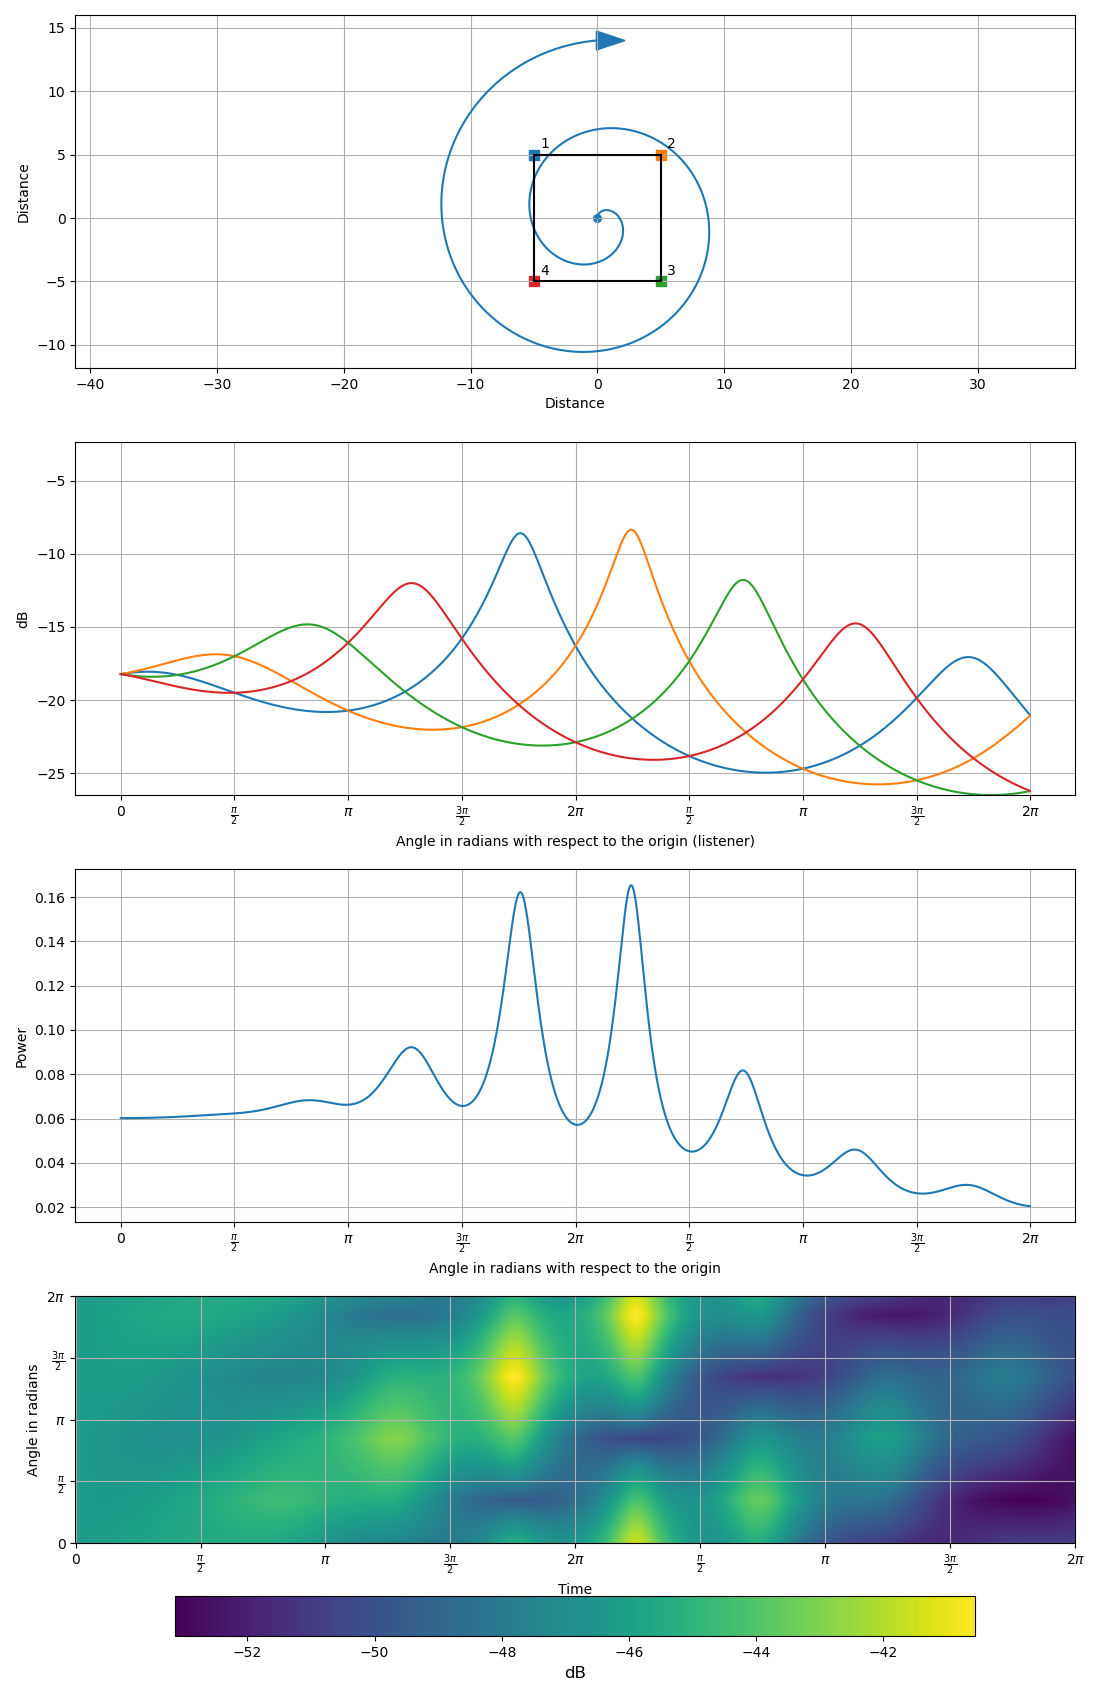 15
10
5
0
−5
−10
Distance
1
2
4
3
−40
−30
−20
−10
0
10
20
30
Distance
−5
−10
−15
−20
−25
dB
0
π/2
π
3π/2
2π
π/2
π
3π/2
2π
Angle in radians with respect to the origin (listener)
0.16
0.14
0.12
0.10
0.08
0.06
0.04
0.02
Power
0
π/2
π
3π/2
2π
π/2
π
3π/2
2π
Angle in radians with respect to the origin
2π
3π/2
π
π/2
0
Angle in radians
0
π/2
π
3π/2
2π
π/2
π
3π/2
2π
Time
−52
−50
−48
−46
−44
−42
dB